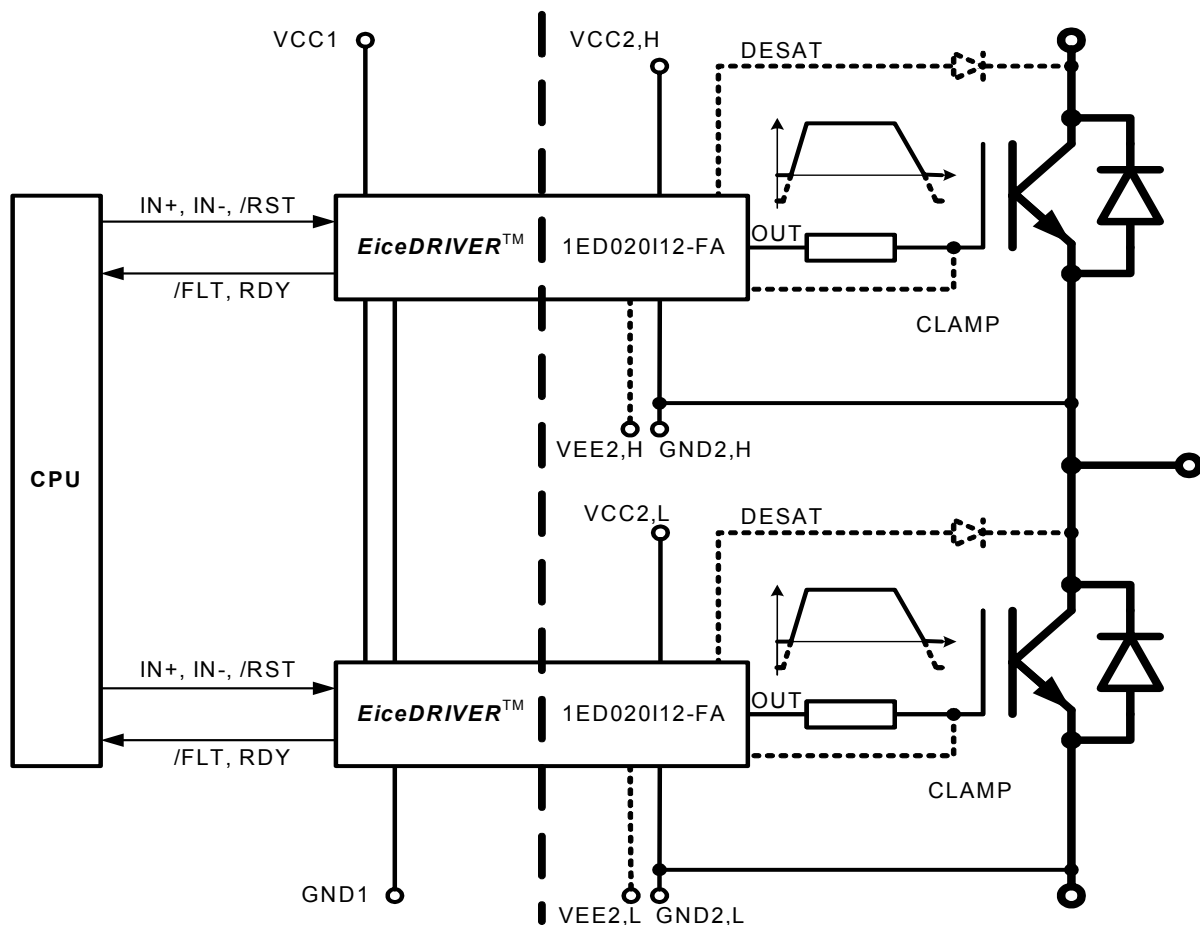 VCC1
VCC2,H
DESAT
IN+, IN-, /RST
EiceDRIVER™
1ED020I12-FA
OUT
/FLT, RDY
CLAMP
VEE2,H
GND2,H
CPU
VCC2,L
DESAT
IN+, IN-, /RST
EiceDRIVER™
1ED020I12-FA
OUT
/FLT, RDY
CLAMP
GND1
VEE2,L
GND2,L